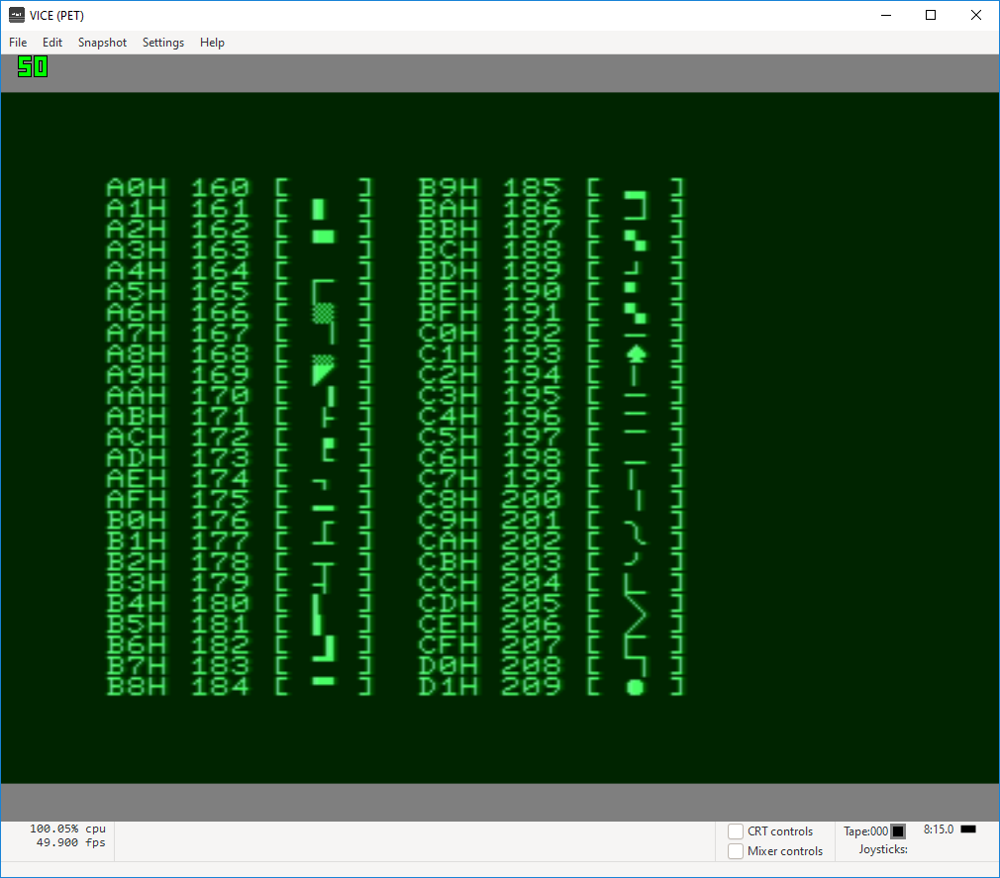 VICE (PET)
File Edit Snapshot Settings Help
50
A0H 160 [ ] B9H 185 [ ]
A1H 161 [ ] BAH 186 [ ]
A2H 162 [ ] BBH 187 [ ]
A3H 163 [ ] BCH 188 [ ]
A4H 164 [ ] BDH 189 [ ]
A5H 165 [ ] BEH 190 [ ]
A6H 166 [ ] BFH 191 [ ]
A7H 167 [ ] C0H 192 [ ]
A8H 168 [ ] C1H 193 [♠]
A9H 169 [ ] C2H 194 [ ]
AAH 170 [ ] C3H 195 [ ]
ABH 171 [ ] C4H 196 [ ]
ACH 172 [ ] C5H 197 [ ]
ADH 173 [ ] C6H 198 [ ]
AEH 174 [ ] C7H 199 [ ]
AFH 175 [ ] C8H 200 [ ]
B0H 176 [ ] C9H 201 [ ]
B1H 177 [ ] CAH 202 [ ]
B2H 178 [ ] CBH 203 [ ]
B3H 179 [ ] CCH 204 [ ]
B4H 180 [ ] CDH 205 [ ]
B5H 181 [ ] CEH 206 [ ]
B6H 182 [ ] CFH 207 [ ]
B7H 183 [ ] D0H 208 [ ]
B8H 184 [ ] D1H 209 [●]
100.05% cpu
49.900 fps
CRT controls
Mixer controls
Tape:000
Joysticks:
8:15.0